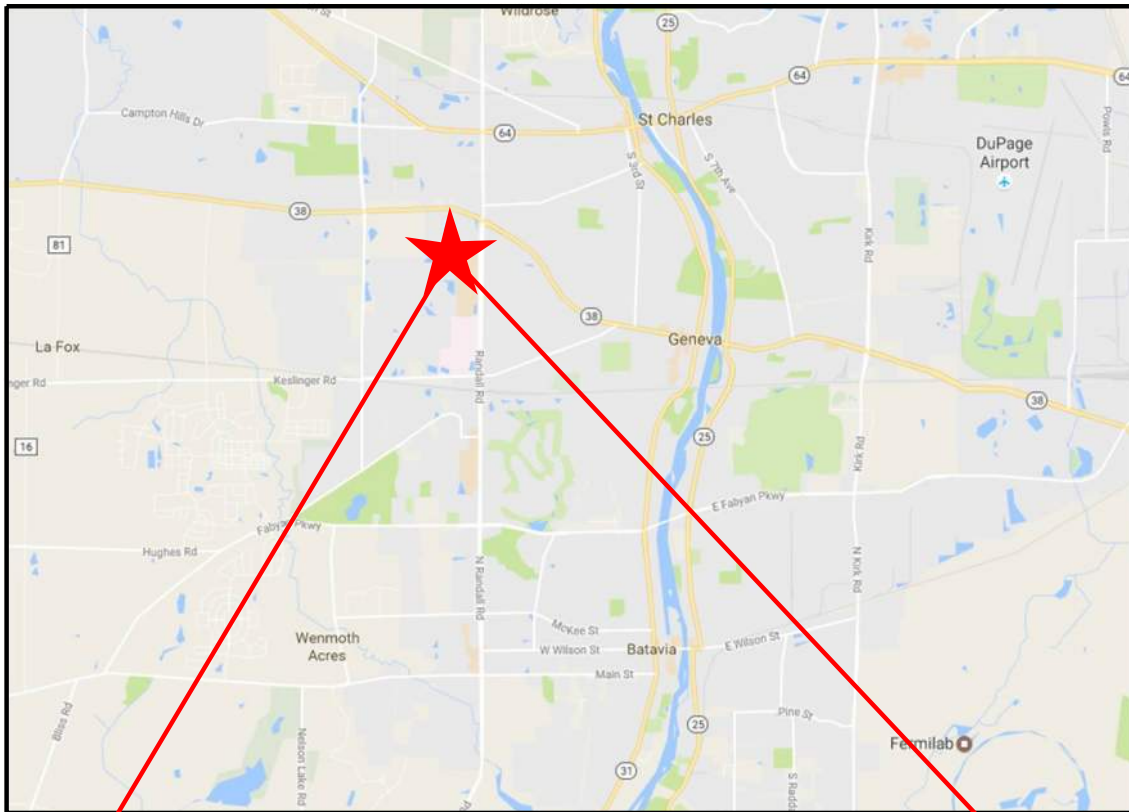 Wildrose
25
64
64
Campton Hills Dr
St Charles
64
Powis Rd
DuPage
Airport
S 3rd St
S 7th Ave
38
81
Kirk Rd
38
La Fox
Geneva
Randall Rd
Keslinger Rd
38
16
25
Kirk Rd
E Fabyan Pkwy
Fabyan Pkwy
Hughes Rd
N Randall Rd
N Kirk Rd
McKee St
Wenmoth
Acres
W Wilson St
Batavia
E Wilson St
Main St
Bliss Rd
Nelson Lake Rd
Pine St
25
Fermilab
31